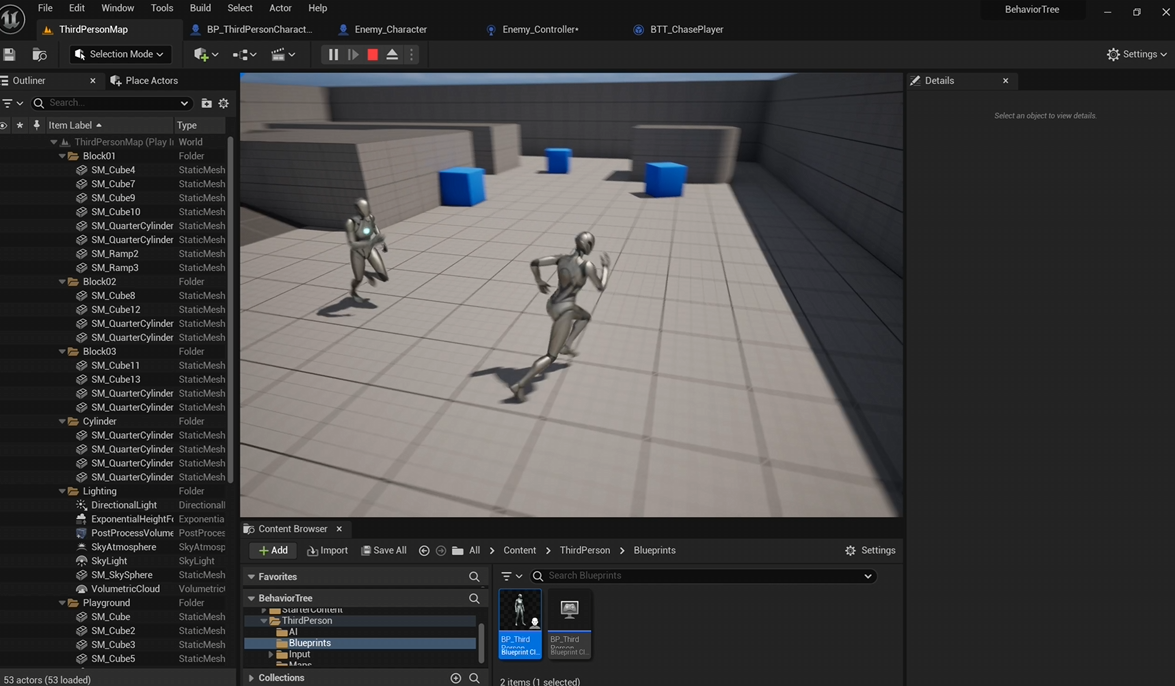 File Edit Window Tools Build Select Actor Help
BehaviorTree
ThirdPersonMap
BP_ThirdPersonCharact...
Enemy_Character
Enemy_Controller*
BTT_ChasePlayer
Selection Mode
Settings
Outliner
Place Actors
Details
Search...
Select an object to view details.
Item Label Type
ThirdPersonMap (Play I World
Block01 Folder
SM_Cube4 StaticMesh
SM_Cube7 StaticMesh
SM_Cube9 StaticMesh
SM_Cube10 StaticMesh
SM_QuarterCylinder StaticMesh
SM_QuarterCylinder StaticMesh
SM_Ramp2 StaticMesh
SM_Ramp3 StaticMesh
Block02 Folder
SM_Cube8 StaticMesh
SM_Cube12 StaticMesh
SM_QuarterCylinder StaticMesh
SM_QuarterCylinder StaticMesh
Block03 Folder
SM_Cube11 StaticMesh
SM_Cube13 StaticMesh
SM_QuarterCylinder StaticMesh
SM_QuarterCylinder StaticMesh
Cylinder Folder
SM_QuarterCylinder StaticMesh
SM_QuarterCylinder StaticMesh
SM_QuarterCylinder StaticMesh
SM_QuarterCylinder StaticMesh
Lighting Folder
DirectionalLight Directional
ExponentialHeightF Exponentia
PostProcessVolume PostProces
SkyAtmosphere SkyAtmosp
SkyLight SkyLight
SM_SkySphere StaticMesh
VolumetricCloud Volumetric
Playground Folder
SM_Cube StaticMesh
SM_Cube2 StaticMesh
SM_Cube3 StaticMesh
SM_Cube5 StaticMesh
53 actors (53 loaded)
Content Browser
Add Import Save All All Content ThirdPerson Blueprints Settings
Favorites
Search Blueprints
BehaviorTree
StarterContent
ThirdPerson
AI
Blueprints
Input
Maps
Collections
BP_Third
Person
Blueprint Cl...
BP_Third
Person
Blueprint Cl...
2 items (1 selected)